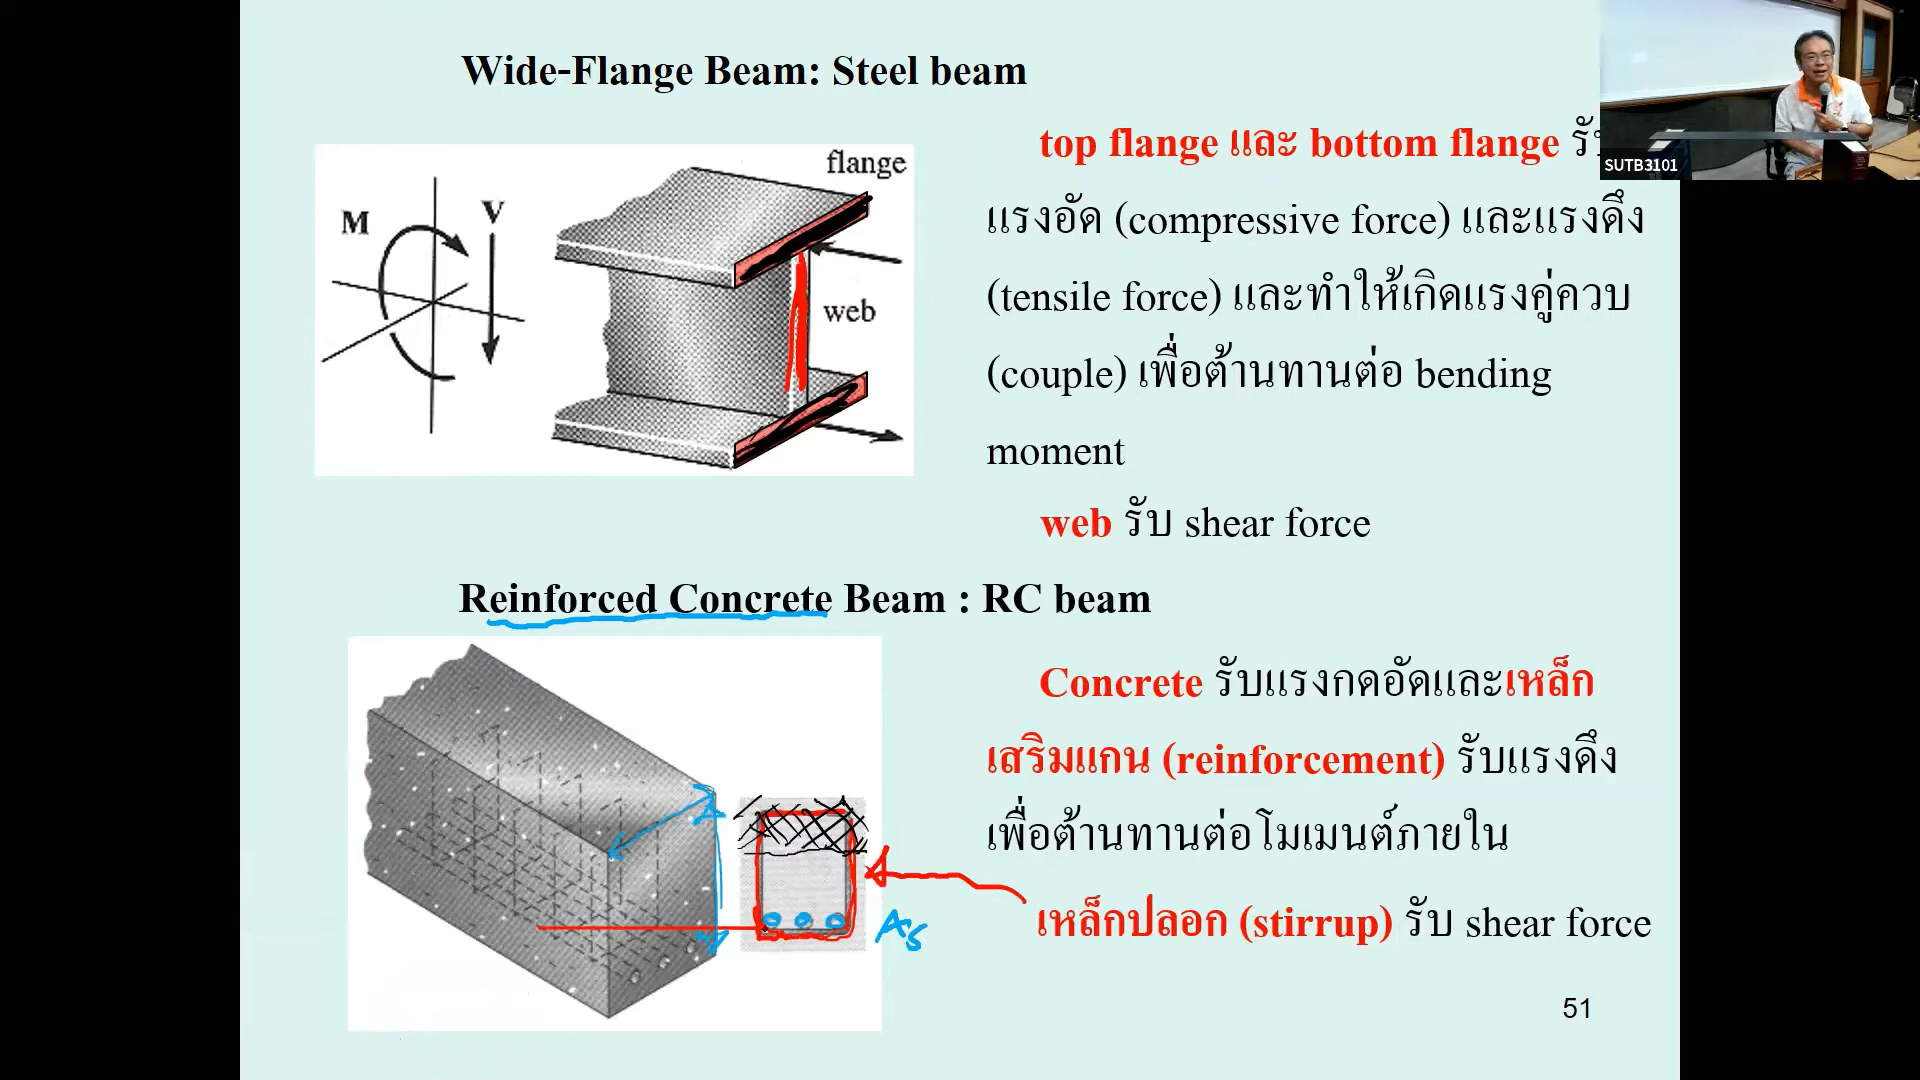 Wide-Flange Beam: Steel beam
flange
M
V
web
top flange และ bottom flange
แรงอัด (compressive force) และแรงดึง
(tensile force) และทำให้เกิดแรงคู่ควบ
(couple) เพื่อต้านทานต่อ bending
moment
web รับ shear force
SUTB3101
Reinforced Concrete Beam : RC beam
Concrete รับแรงกดอัดและเหล็ก
เสริมแกน (reinforcement) รับแรงดึง
เพื่อต้านทานต่อโมเมนต์ภายใน
เหล็กปลอก (stirrup) รับ shear force
As
51